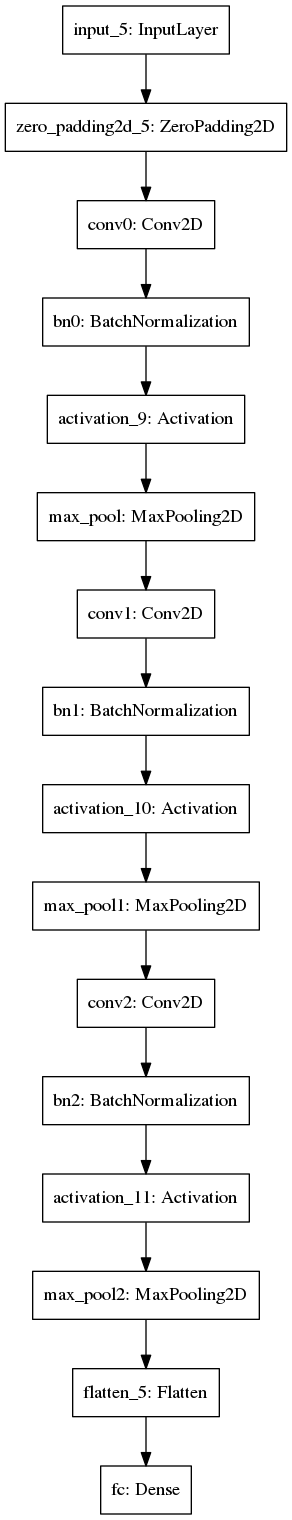 input_5: InputLayer
zero_padding2d_5: ZeroPadding2D
conv0: Conv2D
bn0: BatchNormalization
activation_9: Activation
max_pool: MaxPooling2D
conv1: Conv2D
bn1: BatchNormalization
activation_10: Activation
max_pool1: MaxPooling2D
conv2: Conv2D
bn2: BatchNormalization
activation_11: Activation
max_pool2: MaxPooling2D
flatten_5: Flatten
fc: Dense